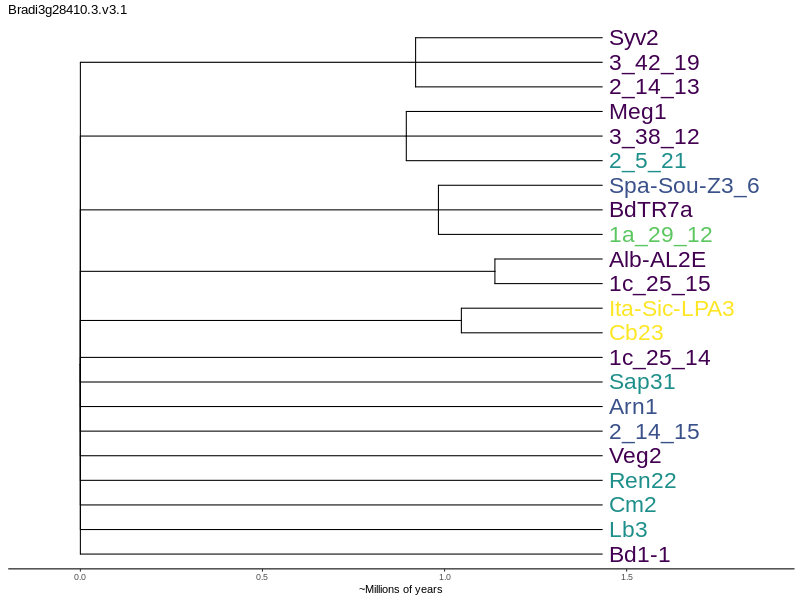 Bradi3g28410.3.v3.1
Syv2
3_42_19
2_14_13
Meg1
3_38_12
2_5_21
Spa-Sou-Z3_6
BdTR7a
1a_29_12
Alb-AL2E
1c_25_15
Ita-Sic-LPA3
Cb23
1c_25_14
Sap31
Arn1
2_14_15
Veg2
Ren22
Cm2
Lb3
Bd1-1
0.0 0.5 1.0 1.5
~Millions of years